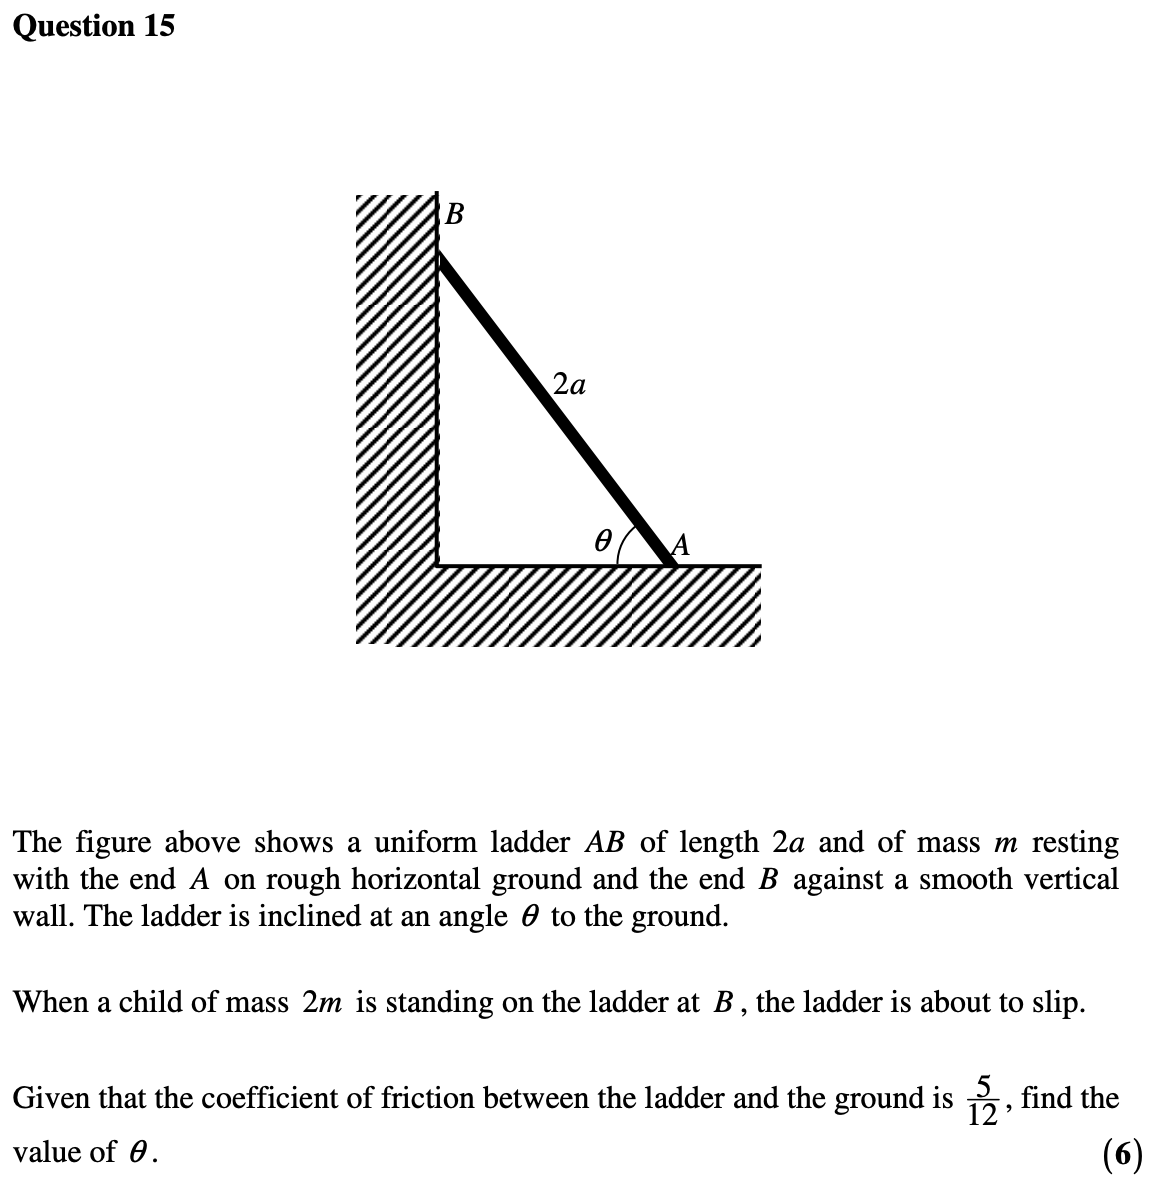 Question 15
B
2a
θ
A
The figure above shows a uniform ladder AB of length 2a and of mass m resting
with the end A on rough horizontal ground and the end B against a smooth vertical
wall. The ladder is inclined at an angle θ to the ground.
When a child of mass 2m is standing on the ladder at B, the ladder is about to slip.
Given that the coefficient of friction between the ladder and the ground is 5/12, find the
value of θ. (6)